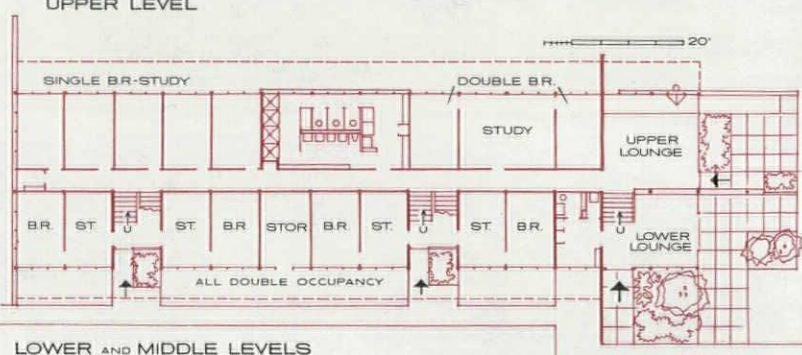 UPPER LEVEL
20'
SINGLE B.R.-STUDY
DOUBLE B.R.
STUDY
UPPER
LOUNGE
B.R. ST. U ST. B.R. STOR B.R. ST. U ST. B.R. U
LOWER
LOUNGE
ALL DOUBLE OCCUPANCY
LOWER AND MIDDLE LEVELS